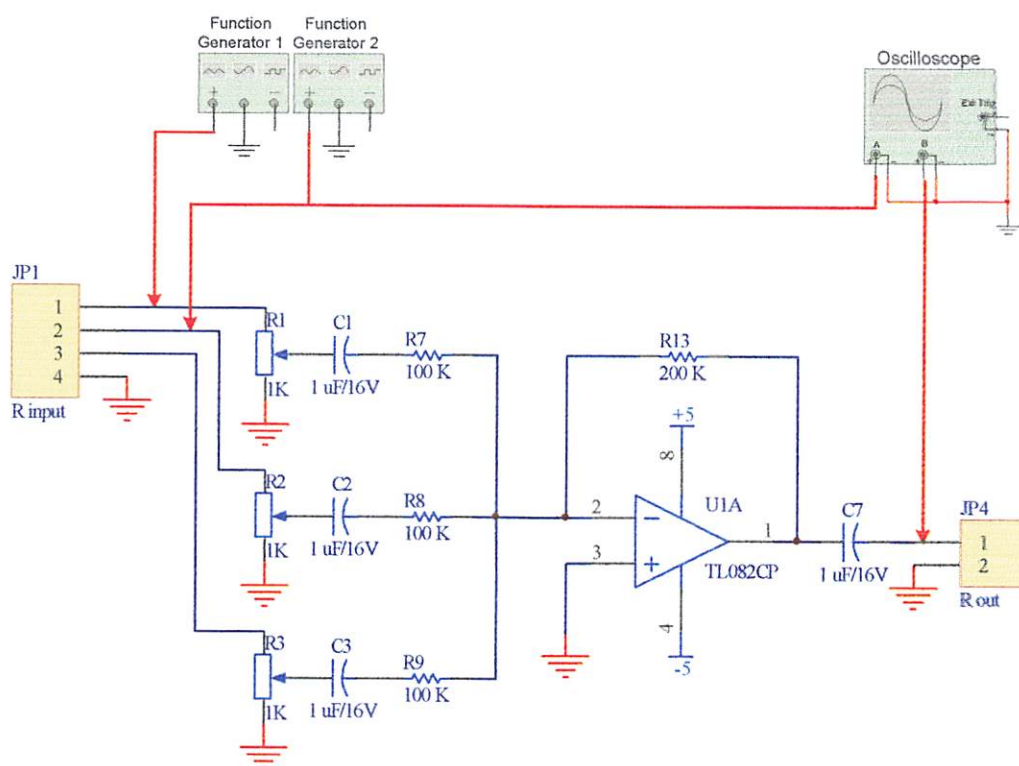 Function Generator 1
Function Generator 2
+
−
+
−
Oscilloscope
Ext Trig
+
−
A
B
+
−
+
−
JP1
1
2
3
4
R input
R1
1K
C1
1 uF/16V
R7
100 K
R2
1K
C2
1 uF/16V
R8
100 K
R3
1K
C3
1 uF/16V
R9
100 K
R13
200 K
+5
8
2
−
3
+
U1A
1
TL082CP
4
-5
C7
1 uF/16V
JP4
1
2
R out